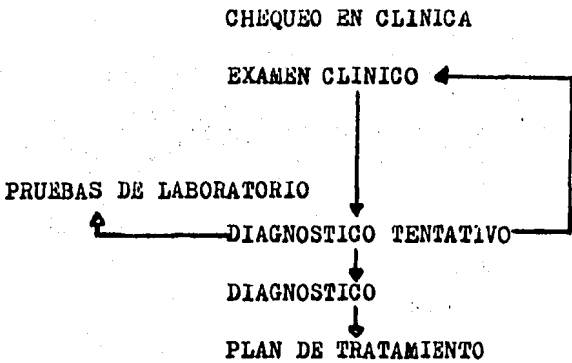 CHEQUEO EN CLINICA
EXAMEN CLINICO
PRUEBAS DE LABORATORIO
DIAGNOSTICO TENTATIVO
DIAGNOSTICO
PLAN DE TRATAMIENTO